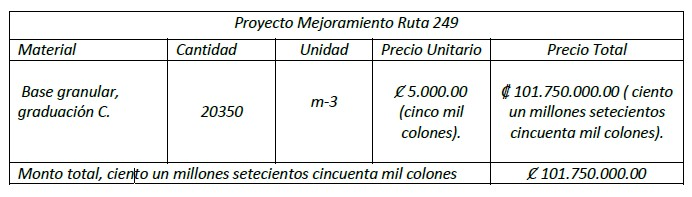 Proyecto Mejoramiento Ruta 249
Material Cantidad Unidad Precio Unitario Precio Total
Base granular, graduación C.
20350
m-3
₡ 5.000.00 (cinco mil colones).
₡ 101.750.000.00 ( ciento un millones setecientos cincuenta mil colones).
Monto total, ciento un millones setecientos cincuenta mil colones ₡ 101.750.000.00